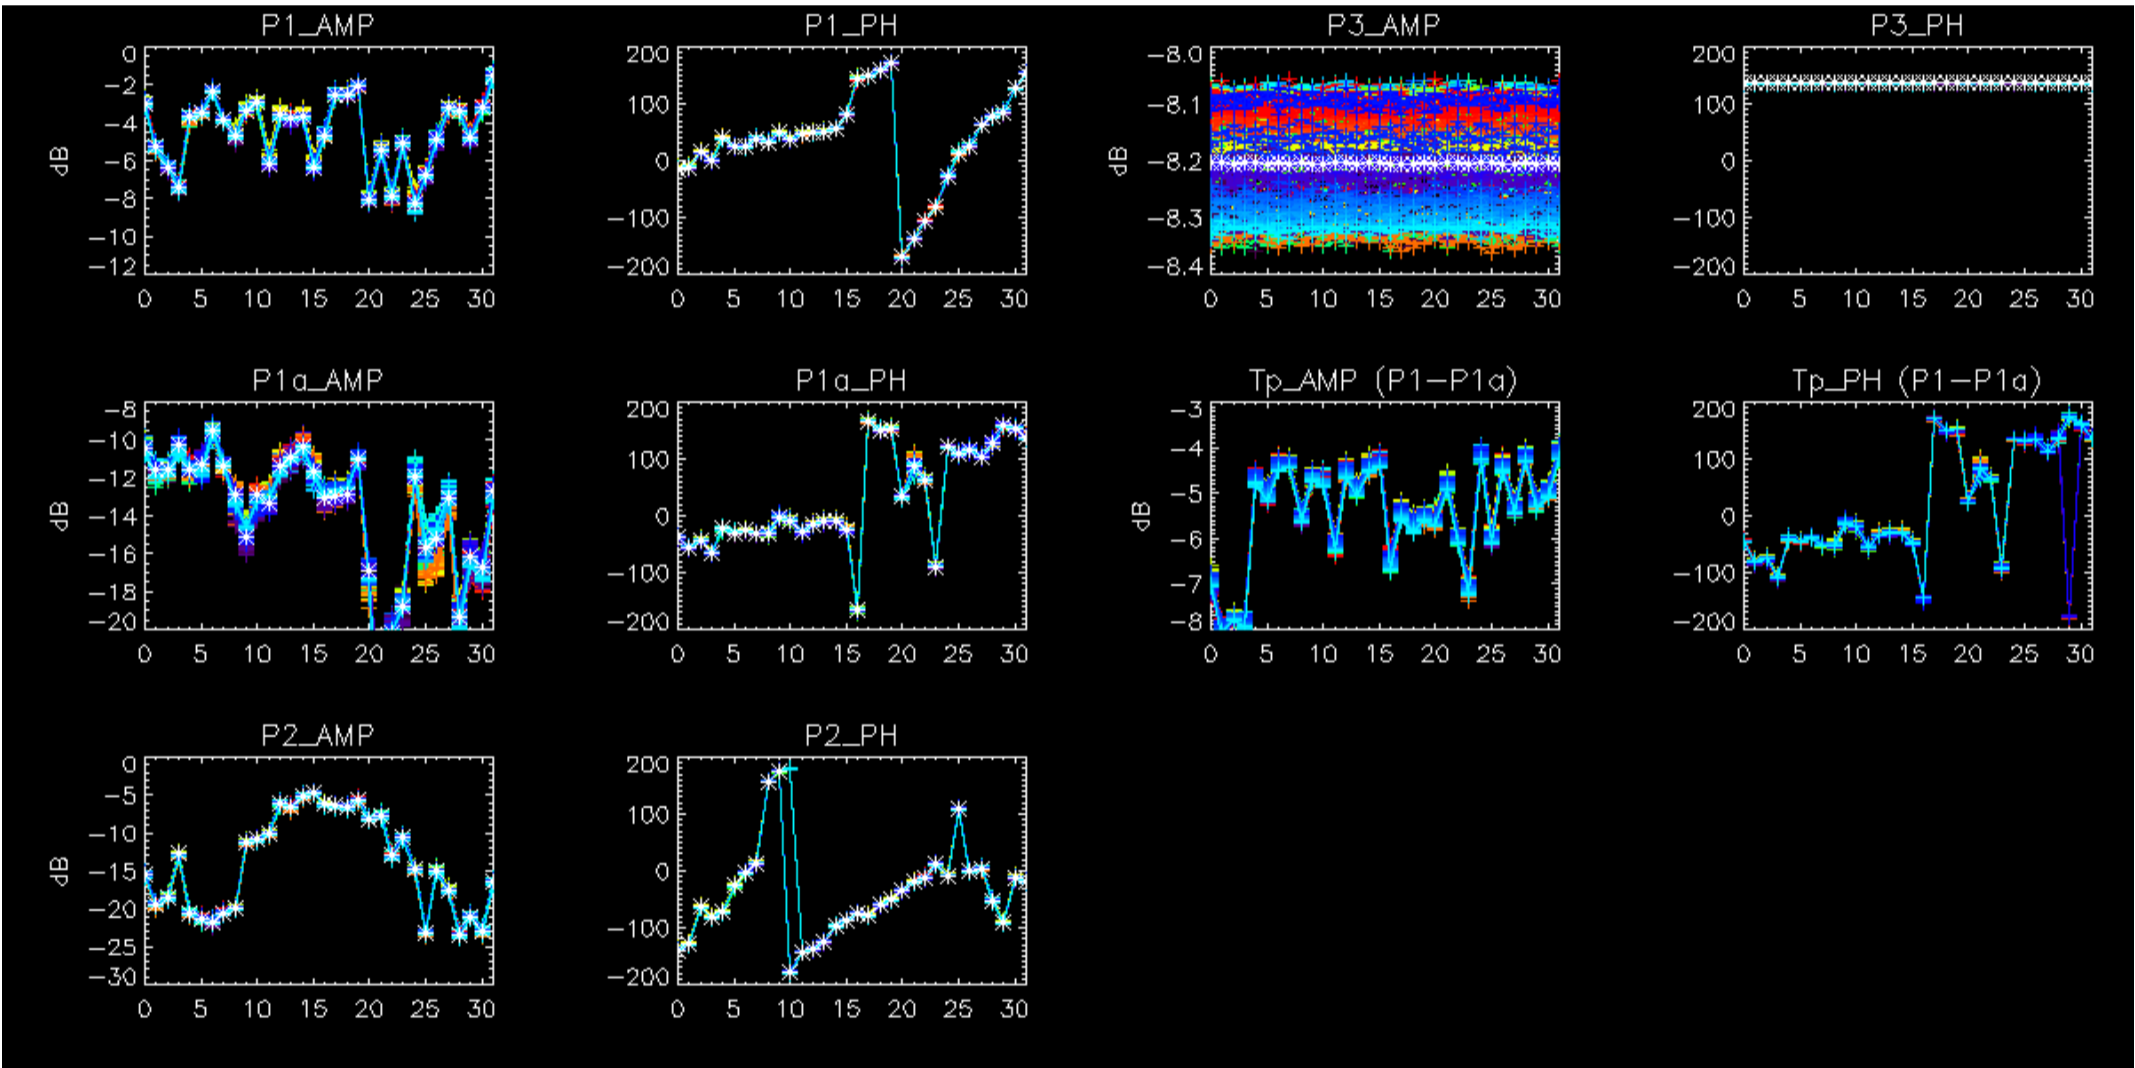 P1_AMP
P1_PH
P3_AMP
P3_PH
0
-2
-4
-6
-8
-10
-12
dB
0 5 10 15 20 25 30
200
100
0
-100
-200
0 5 10 15 20 25 30
-8.0
-8.1
-8.2
-8.3
-8.4
dB
0 5 10 15 20 25 30
200
100
0
-100
-200
0 5 10 15 20 25 30
P1a_AMP
P1a_PH
Tp_AMP (P1-P1a)
Tp_PH (P1-P1a)
-8
-10
-12
-14
-16
-18
-20
dB
0 5 10 15 20 25 30
200
100
0
-100
-200
0 5 10 15 20 25 30
-3
-4
-5
-6
-7
-8
dB
0 5 10 15 20 25 30
200
100
0
-100
-200
0 5 10 15 20 25 30
P2_AMP
P2_PH
0
-5
-10
-15
-20
-25
-30
dB
0 5 10 15 20 25 30
200
100
0
-100
-200
0 5 10 15 20 25 30